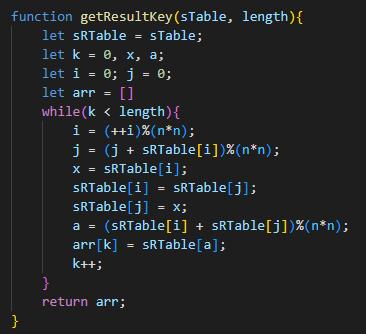 function getResultKey(sTable, length){
let sRTable = sTable;
let k = 0, x, a;
let i = 0; j = 0;
let arr = []
while(k < length){
i = (++i)%(n*n);
j = (j + sRTable[i])%(n*n);
x = sRTable[i];
sRTable[i] = sRTable[j];
sRTable[j] = x;
a = (sRTable[i] + sRTable[j])%(n*n);
arr[k] = sRTable[a];
k++;
}
return arr;
}